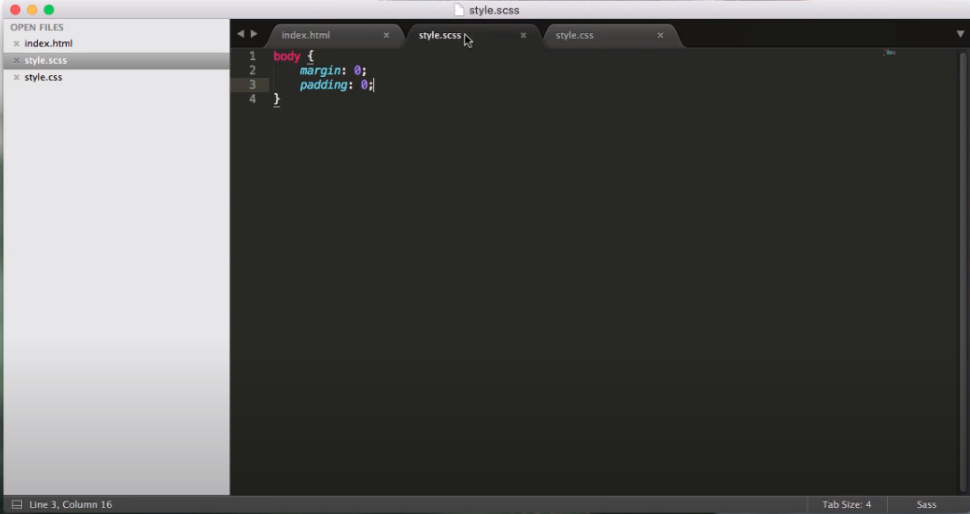 style.scss
OPEN FILES
index.html
style.scss
style.css
index.html
style.scss
style.css
1 body {
2 margin: 0;
3 padding: 0;
4 }
Line 3, Column 16
Tab Size: 4
Sass